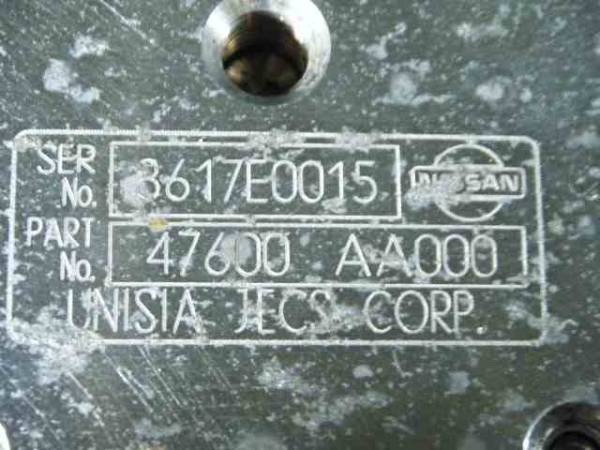 SER No. 3617E0015 NISSAN
PART No. 47600 AA000
UNISIA JECS CORP.